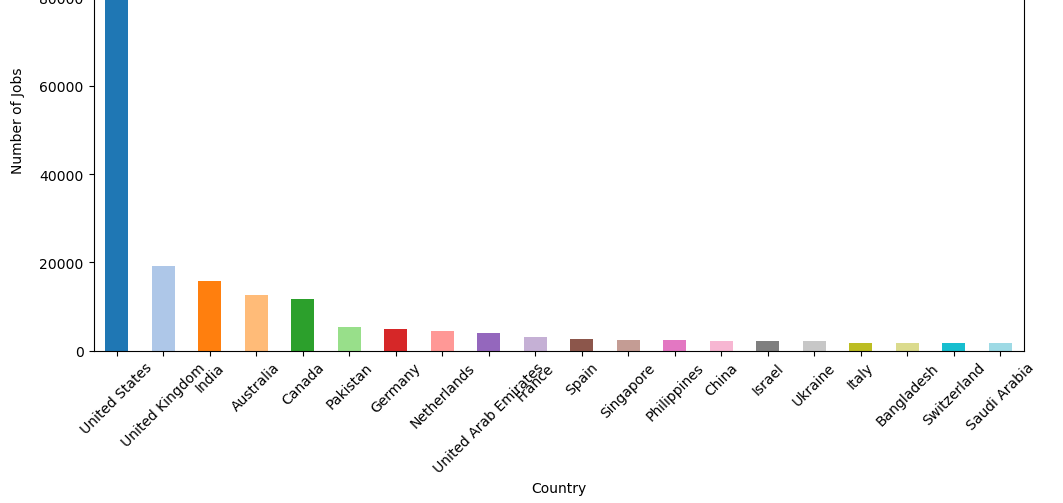 80000
60000
40000
20000
0
Number of Jobs
United States
United Kingdom
India
Australia
Canada
Pakistan
Germany
Netherlands
United Arab Emirates
France
Spain
Singapore
Philippines
China
Israel
Ukraine
Italy
Bangladesh
Switzerland
Saudi Arabia
Country